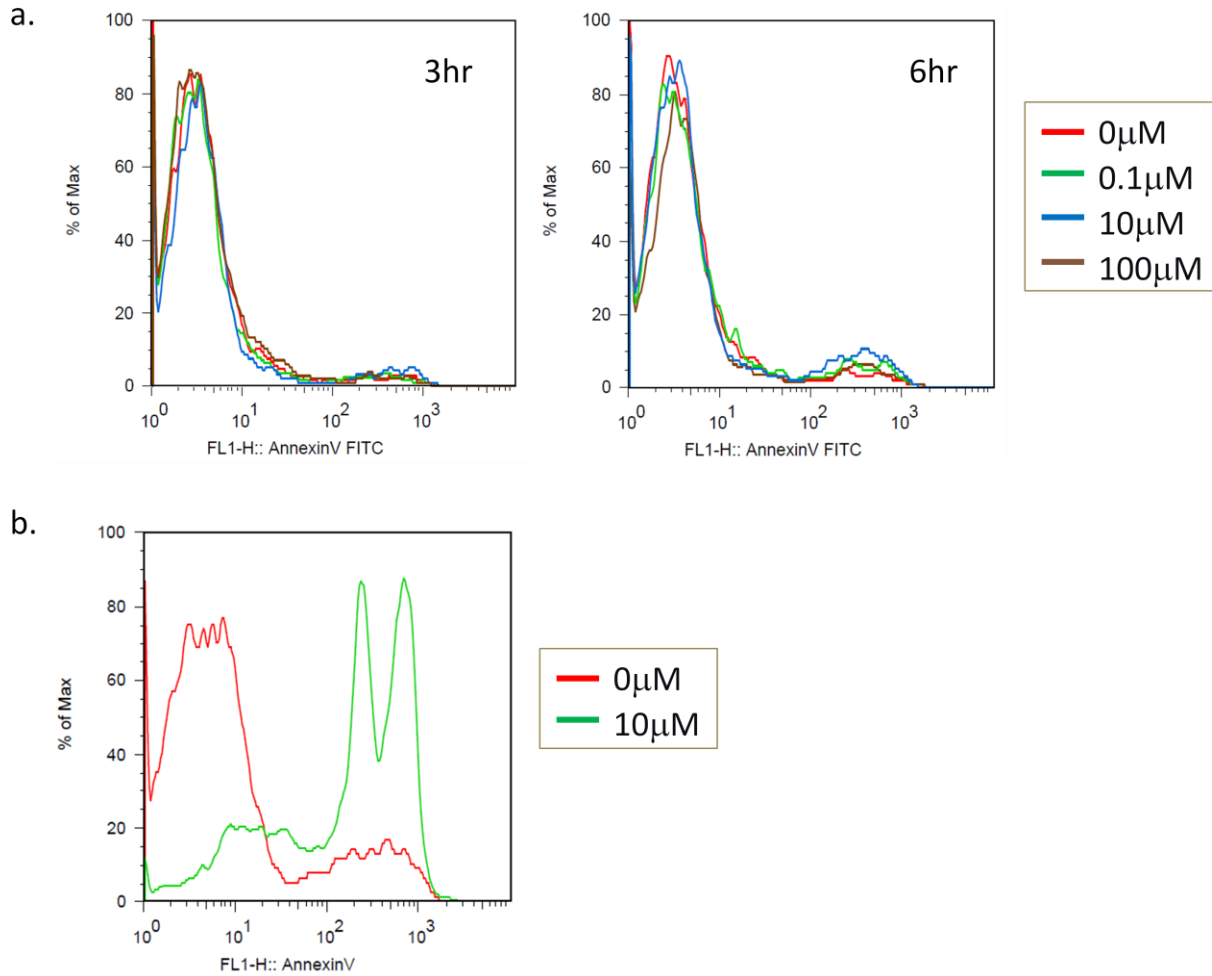 a.
100
80
60
40
20
0
% of Max
3hr
10^0
10^1
10^2
10^3
FL1-H:: AnnexinV FITC
100
80
60
40
20
0
% of Max
6hr
10^0
10^1
10^2
10^3
FL1-H:: AnnexinV FITC
0μM
0.1μM
10μM
100μM
b.
100
80
60
40
20
0
% of Max
10^0
10^1
10^2
10^3
FL1-H:: AnnexinV
0μM
10μM